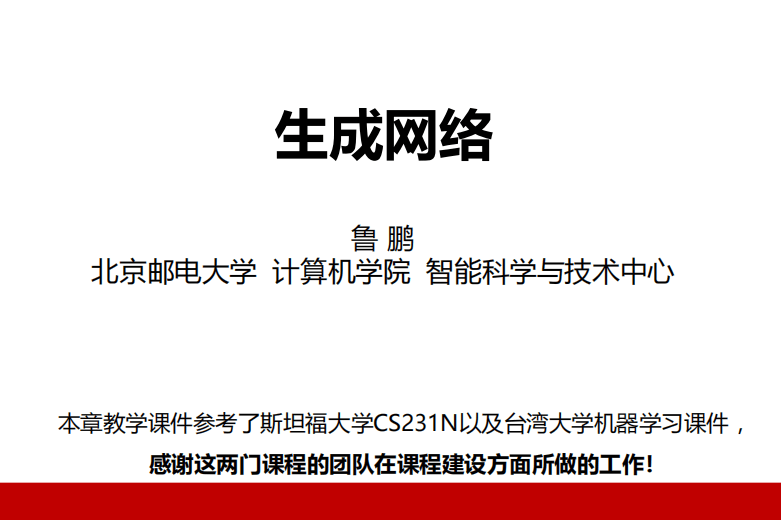 生成网络
鲁 鹏
北京邮电大学 计算机学院 智能科学与技术中心
本章教学课件参考了斯坦福大学CS231N以及台湾大学机器学习课件，
感谢这两门课程的团队在课程建设方面所做的工作！